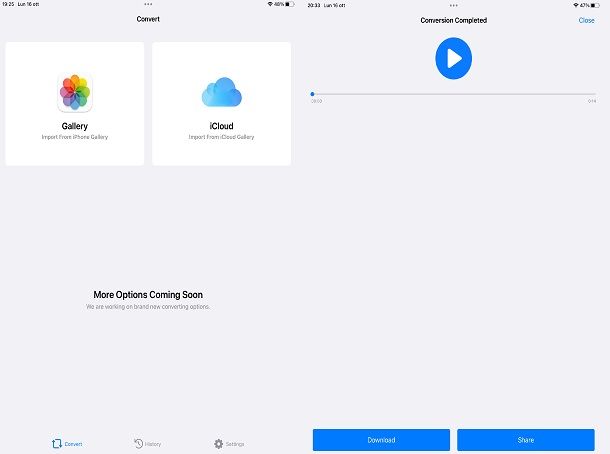 19:25 Lun 16 ott
48%
Convert
Gallery
Import From iPhone Gallery
iCloud
Import From iCloud Gallery
More Options Coming Soon
We are working on brand new converting options.
Convert
History
Settings
20:33 Lun 16 ott
47%
Conversion Completed
Close
00:00
0:14
Download
Share